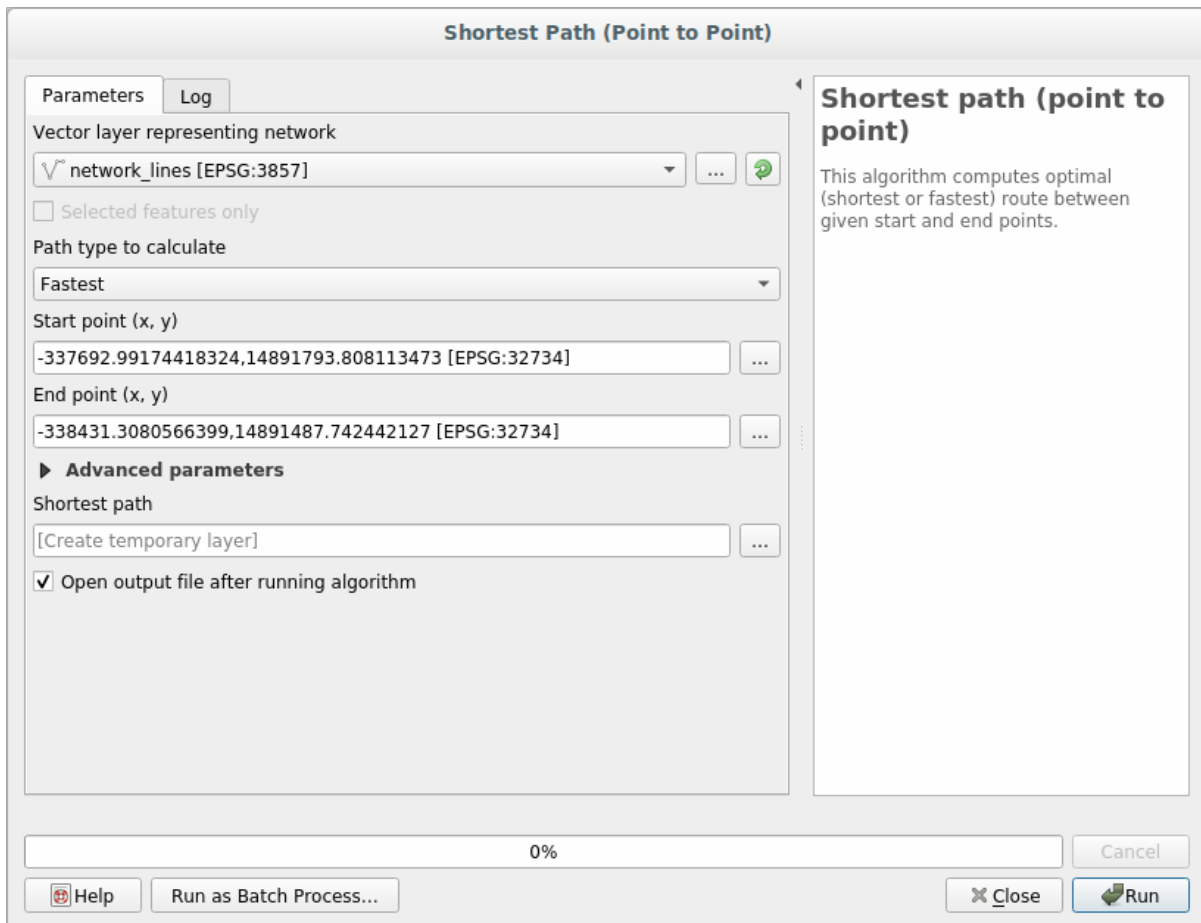 Shortest Path (Point to Point)
Parameters
Log
Vector layer representing network
network_lines [EPSG:3857]
...
Selected features only
Path type to calculate
Fastest
Start point (x, y)
-337692.99174418324,14891793.808113473 [EPSG:32734]
...
End point (x, y)
-338431.3080566399,14891487.742442127 [EPSG:32734]
...
Advanced parameters
Shortest path
[Create temporary layer]
...
Open output file after running algorithm
Shortest path (point to
point)
This algorithm computes optimal
(shortest or fastest) route between
given start and end points.
0%
Cancel
Help
Run as Batch Process...
Close
Run